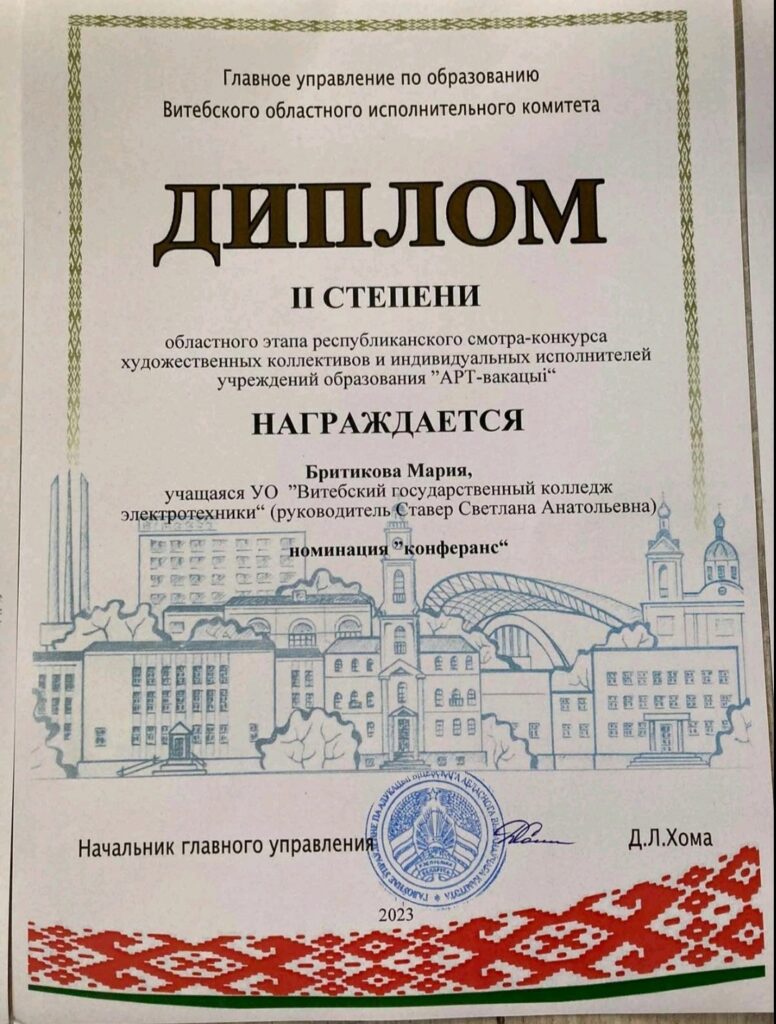 Главное управление по образованию
Витебского областного исполнительного комитета
ДИПЛОМ
II СТЕПЕНИ
областного этапа республиканского смотра-конкурса
художественных коллективов и индивидуальных исполнителей
учреждений образования ”АРТ-вакацыі“
НАГРАЖДАЕТСЯ
Бритикова Мария,
учащаяся УО ”Витебский государственный колледж
электротехники“ (руководитель Ставер Светлана Анатольевна)
номинация ”конферанс“
Начальник главного управления
Д.Л.Хома
2023